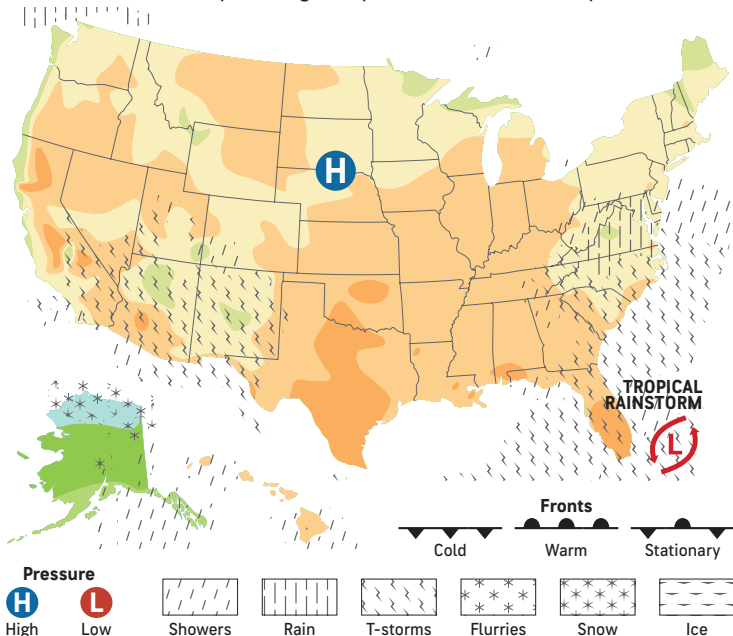 H
TROPICAL
RAINSTORM
L
Fronts
Cold Warm Stationary
Pressure
H L
High Low Showers Rain T-storms Flurries Snow Ice